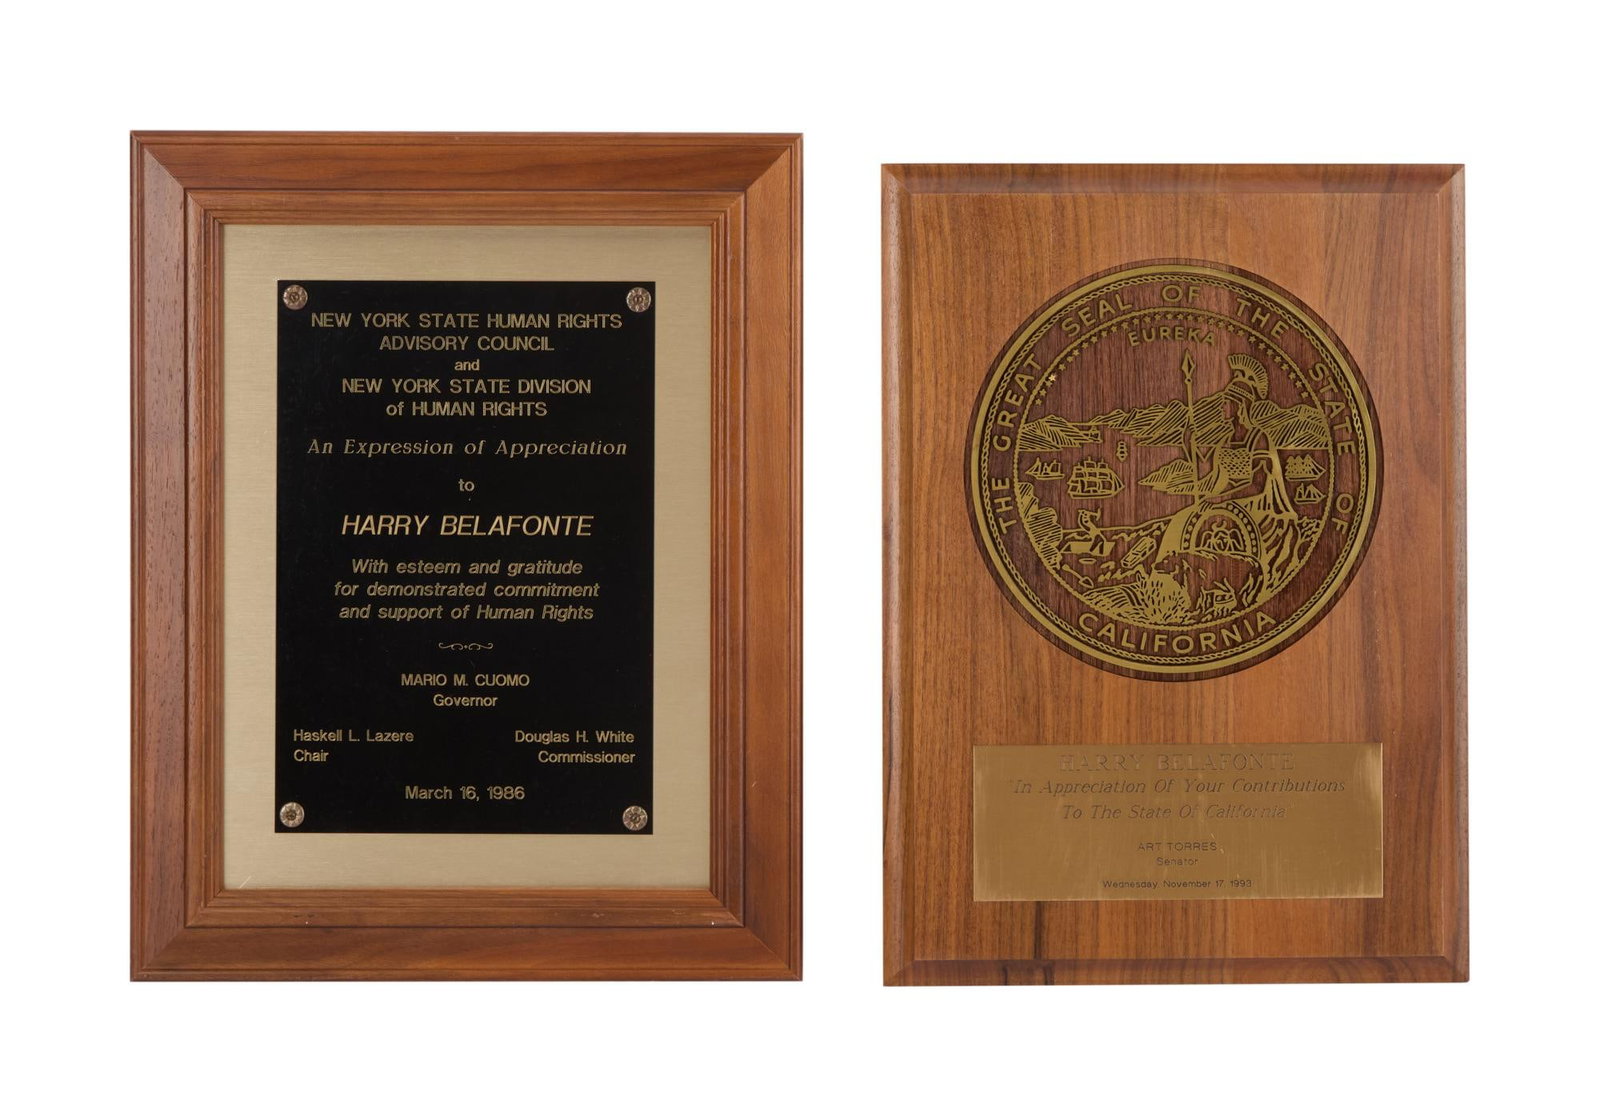 NEW YORK STATE HUMAN RIGHTS
ADVISORY COUNCIL
and
NEW YORK STATE DIVISION
of HUMAN RIGHTS
An Expression of Appreciation
to
HARRY BELAFONTE
With esteem and gratitude
for demonstrated commitment
and support of Human Rights
MARIO M. CUOMO
Governor
Haskell L. Lazere
Chair
Douglas H. White
Commissioner
March 16, 1986
THE GREAT SEAL OF THE STATE OF
EUREKA
CALIFORNIA
HARRY BELAFONTE
"In Appreciation Of Your Contributions
To The State Of California"
ART TORRES
Senator
Wednesday November 17, 1993